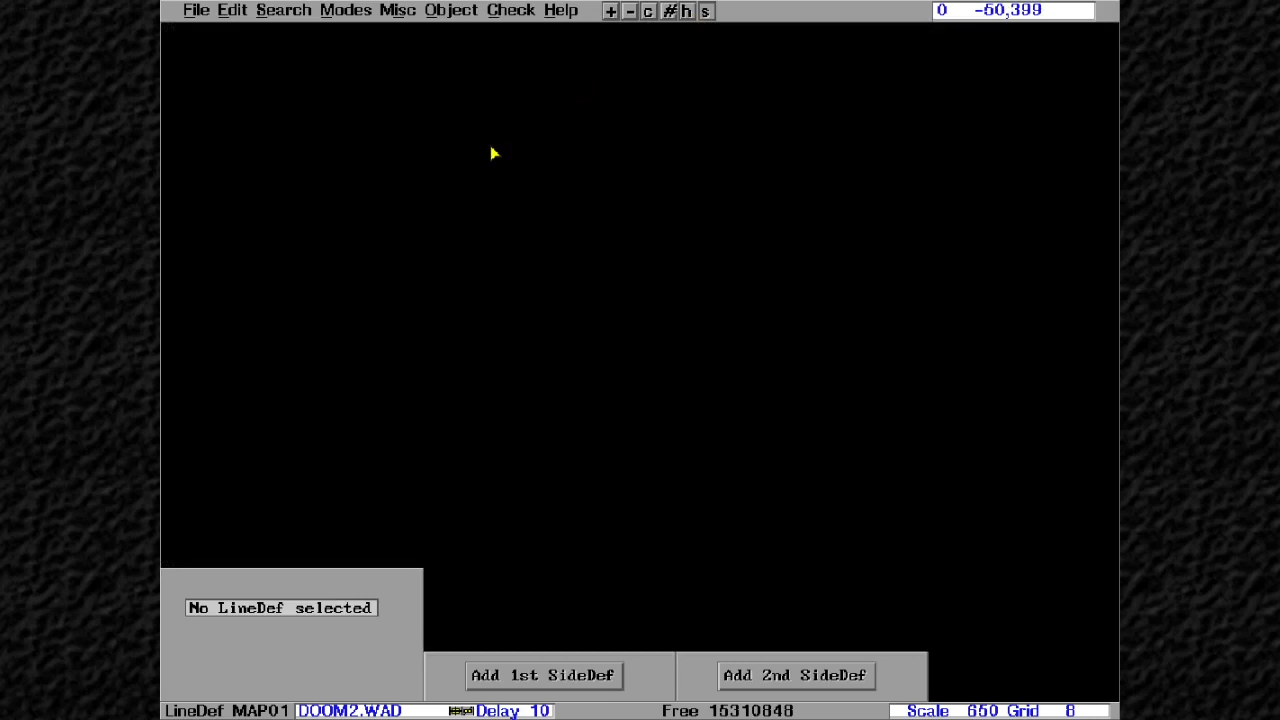 File Edit Search Modes Misc Object Check Help + - c # h s 0 -50,399
No LineDef selected
Add 1st SideDef Add 2nd SideDef
LineDef MAP01 DOOM2.WAD Delay 10 Free 15310848 Scale 650 Grid 8